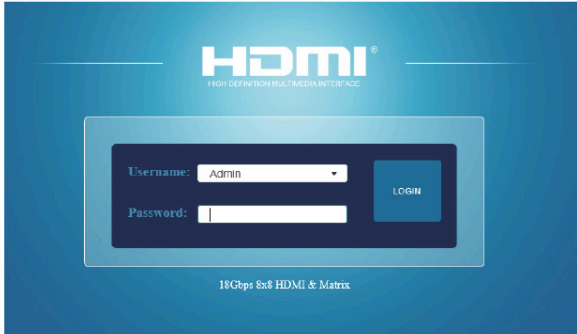 HDMI®
HIGH DEFINITION MULTIMEDIA INTERFACE
Username: Admin
LOGIN
Password:
18Gbps 8x8 HDMI & Matrix